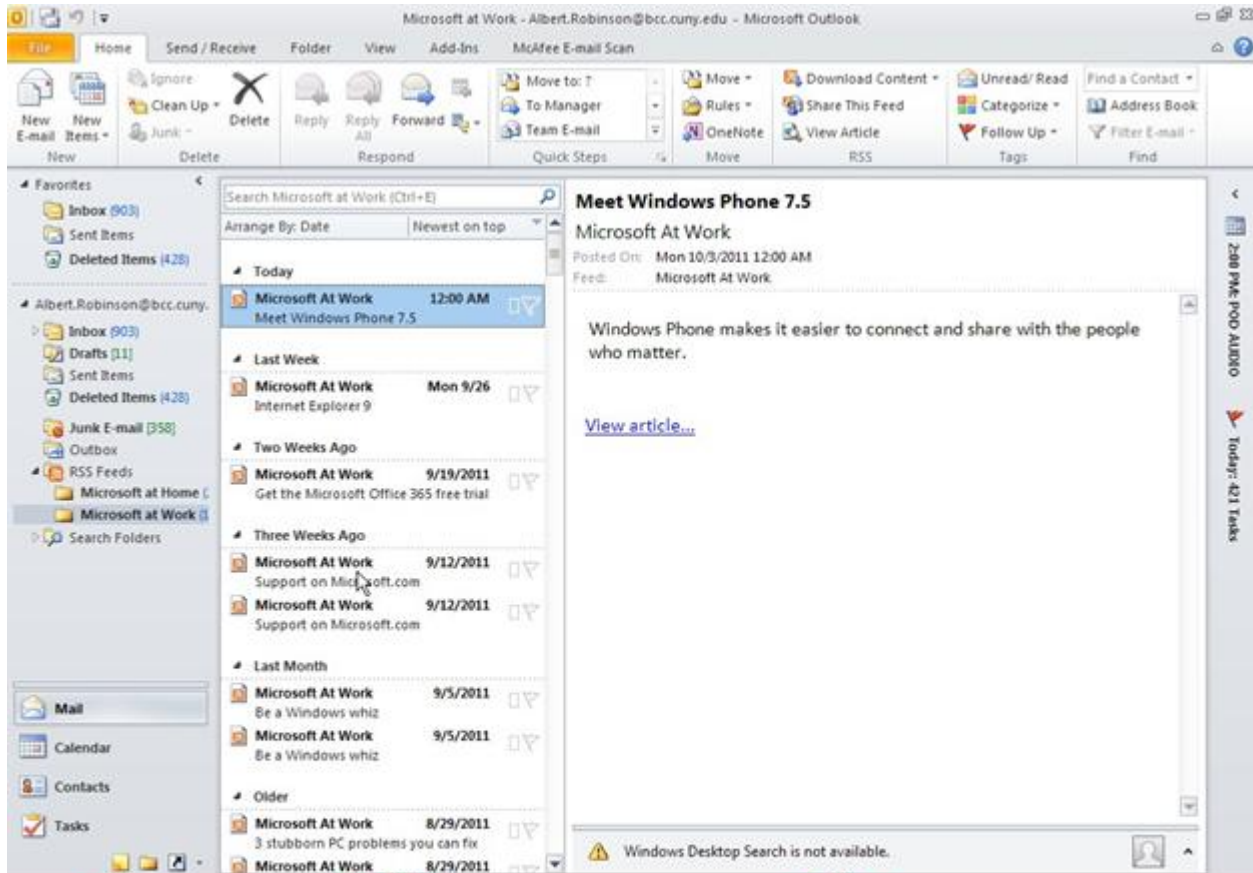 Microsoft at Work - Albert.Robinson@bcc.cuny.edu - Microsoft Outlook
File Home Send / Receive Folder View Add-Ins McAfee E-mail Scan
New E-mail
New Items
Ignore
Clean Up
Junk
Delete
Reply
Reply All
Forward
Move to: ?
To Manager
Team E-mail
Move
Rules
OneNote
Download Content
Share This Feed
View Article
Unread/ Read
Categorize
Follow Up
Find a Contact
Address Book
Filter E-mail
New Delete Respond Quick Steps Move RSS Tags Find
Favorites
Inbox (903)
Sent Items
Deleted Items (428)
Albert.Robinson@bcc.cuny.
Inbox (903)
Drafts [11]
Sent Items
Deleted Items (428)
Junk E-mail [358]
Outbox
RSS Feeds
Microsoft at Home
Microsoft at Work
Search Folders
Mail
Calendar
Contacts
Tasks
Search Microsoft at Work (Ctrl+E)
Arrange By: Date Newest on top
Today
Microsoft At Work 12:00 AM
Meet Windows Phone 7.5
Last Week
Microsoft At Work Mon 9/26
Internet Explorer 9
Two Weeks Ago
Microsoft At Work 9/19/2011
Get the Microsoft Office 365 free trial
Three Weeks Ago
Microsoft At Work 9/12/2011
Support on Microsoft.com
Microsoft At Work 9/12/2011
Support on Microsoft.com
Last Month
Microsoft At Work 9/5/2011
Be a Windows whiz
Microsoft At Work 9/5/2011
Be a Windows whiz
Older
Microsoft At Work 8/29/2011
3 stubborn PC problems you can fix
Microsoft At Work 8/29/2011
Meet Windows Phone 7.5
Microsoft At Work
Posted On: Mon 10/3/2011 12:00 AM
Feed: Microsoft At Work
Windows Phone makes it easier to connect and share with the people
who matter.
View article...
Windows Desktop Search is not available.
2:00 PM: POD AUDIO
Today: 421 Tasks